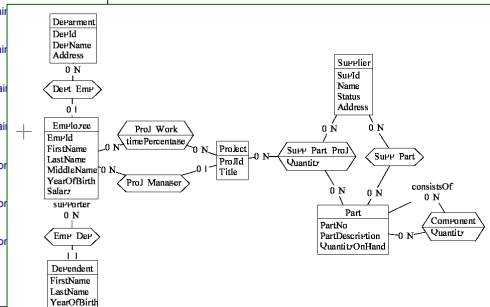 Deparment
DepId
DepName
Address
0 N
Dept Emp
0 1
Employee
EmpId
FirstName
LastName
MiddleName
YearOfBirth
Salary
supporter
0 N
Emp Dep
1 1
Dependent
FirstName
LastName
YearOfBirth
0 N
Proj Work
timePercentage
0 N
0 N
Proj Manager
0 1
Project
ProjId
Title
0 N
Supp Part Proj
Quantity
0 N
0 N
Supplier
SupId
Name
Status
Address
0 N
Supp Part
0 N
Part
PartNo
PartDescription
QuantityOnHand
consistsOf
0 N
Component
Quantity
0 N